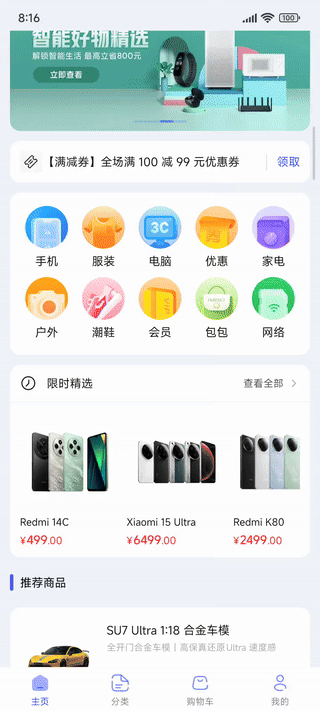 8:16
100
智能好物精选
解锁智能生活 最高立省800元
立即查看
【满减券】全场满 100 减 99 元优惠券
领取
3C
VIP
手机
服装
电脑
优惠
家电
户外
潮鞋
会员
包包
网络
限时精选
查看全部
Redmi 14C
Xiaomi 15 Ultra
Redmi K80
¥499.00
¥6499.00
¥2499.00
推荐商品
SU7 Ultra 1:18 合金车模
全开门合金车模丨高保真还原Ultra 速度感
主页
分类
购物车
我的